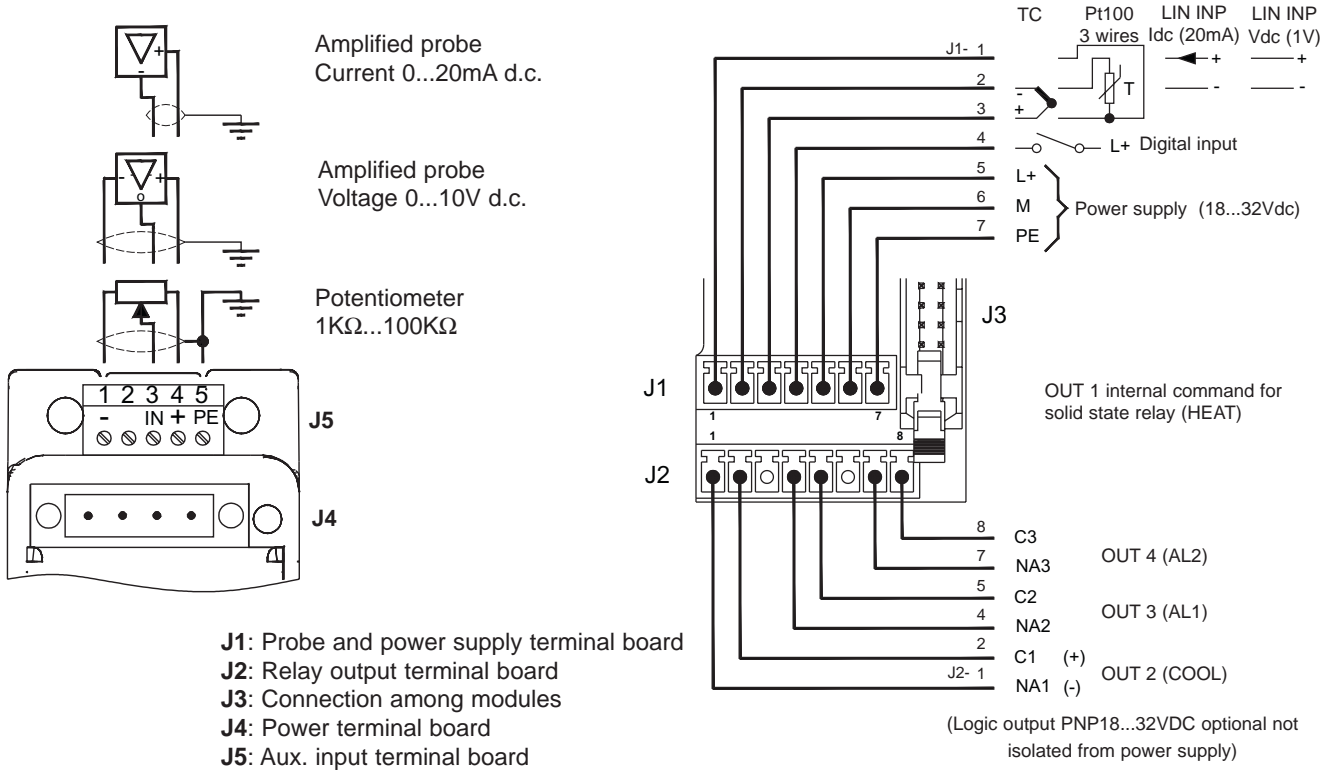 Amplified probe
Current 0...20mA d.c.
+
-
Amplified probe
Voltage 0...10V d.c.
- +
O
Potentiometer
1KΩ...100KΩ
1 2 3 4 5
- IN + PE
J5
J4
TC Pt100 3 wires LIN INP Idc (20mA) LIN INP Vdc (1V)
J1- 1
+ +
2
- T - -
3
+
4
L+ Digital input
5
L+
6
M
Power supply (18...32Vdc)
7
PE
J3
J1
1 7
OUT 1 internal command for
solid state relay (HEAT)
1 8
J2
8
C3
7
NA3
OUT 4 (AL2)
5
C2
4
NA2
OUT 3 (AL1)
2
C1 (+)
J2- 1
NA1 (-)
OUT 2 (COOL)
(Logic output PNP18...32VDC optional not
isolated from power supply)
J1: Probe and power supply terminal board
J2: Relay output terminal board
J3: Connection among modules
J4: Power terminal board
J5: Aux. input terminal board